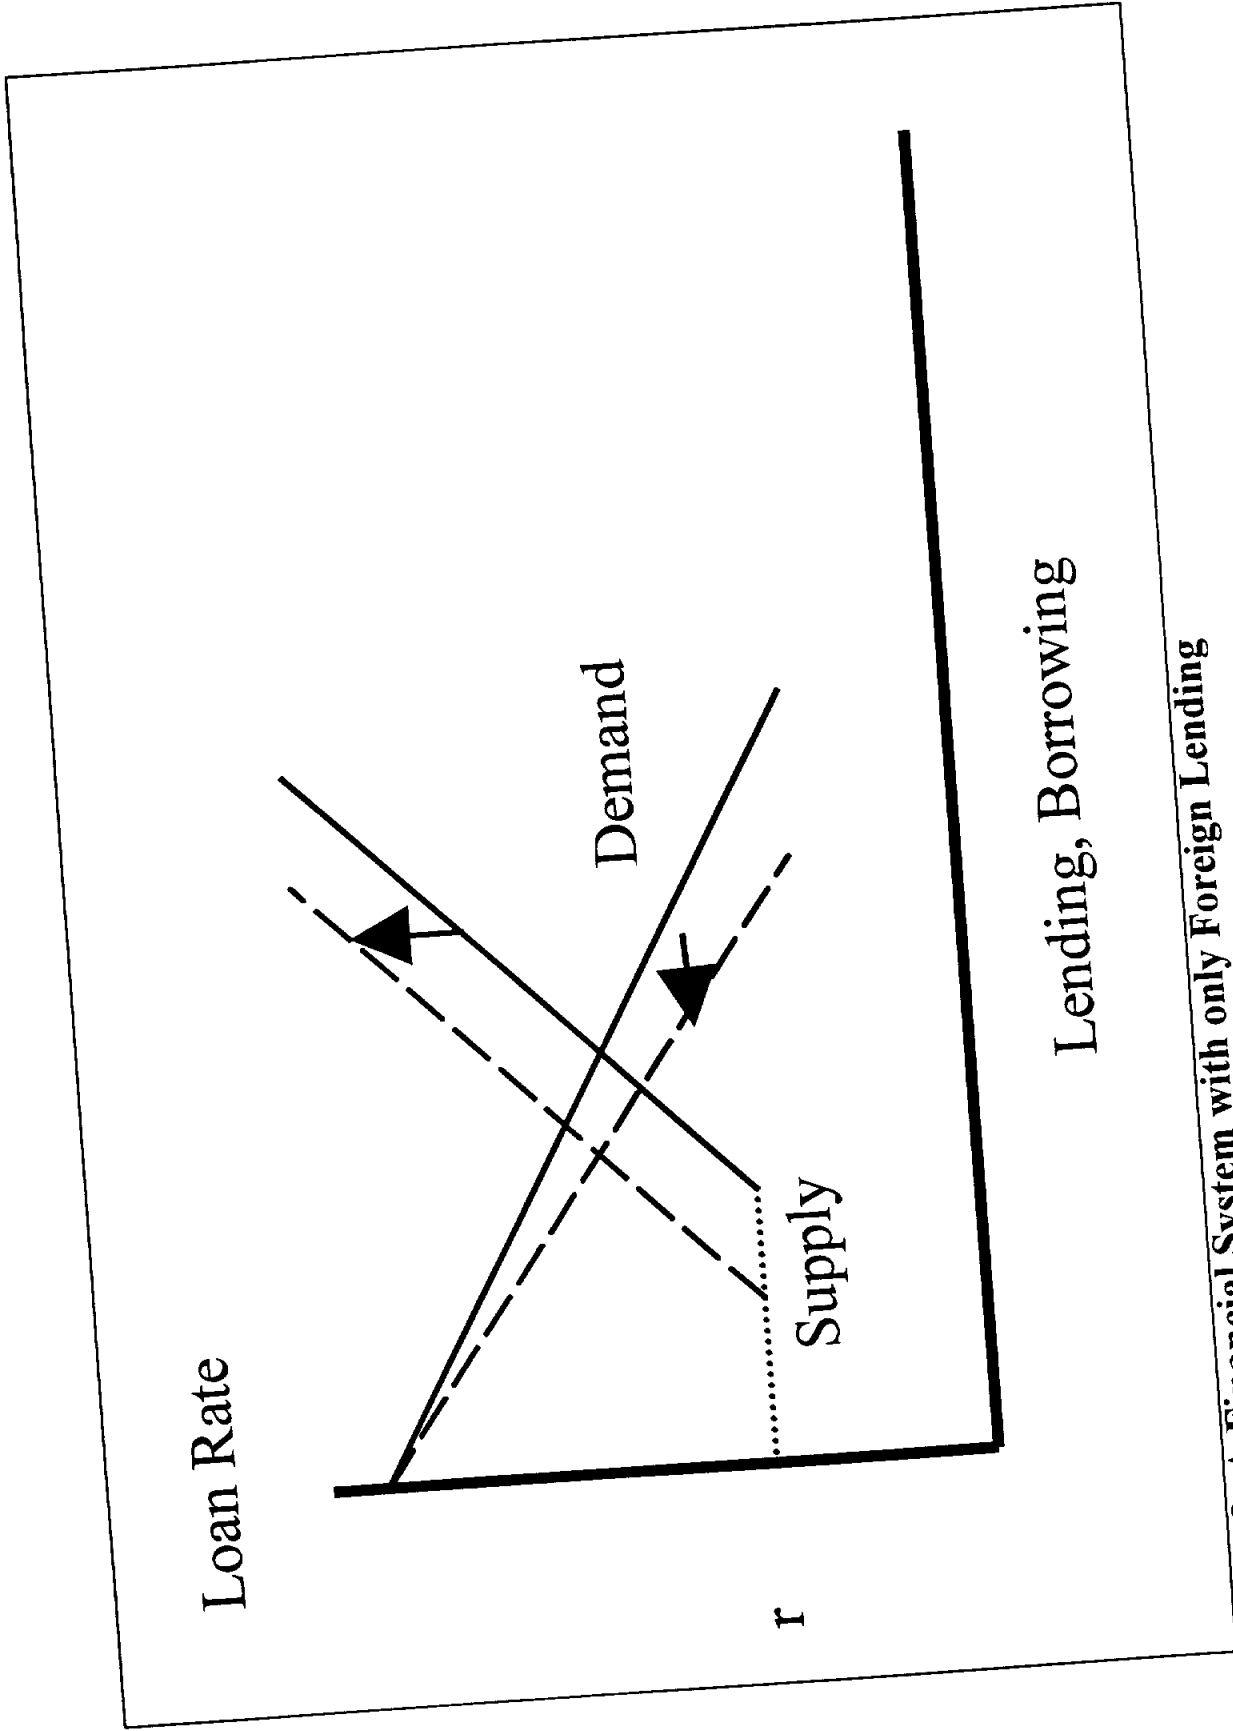 Loan Rate
Demand
Supply
r
Lending, Borrowing
Financial System with only Foreign Lending